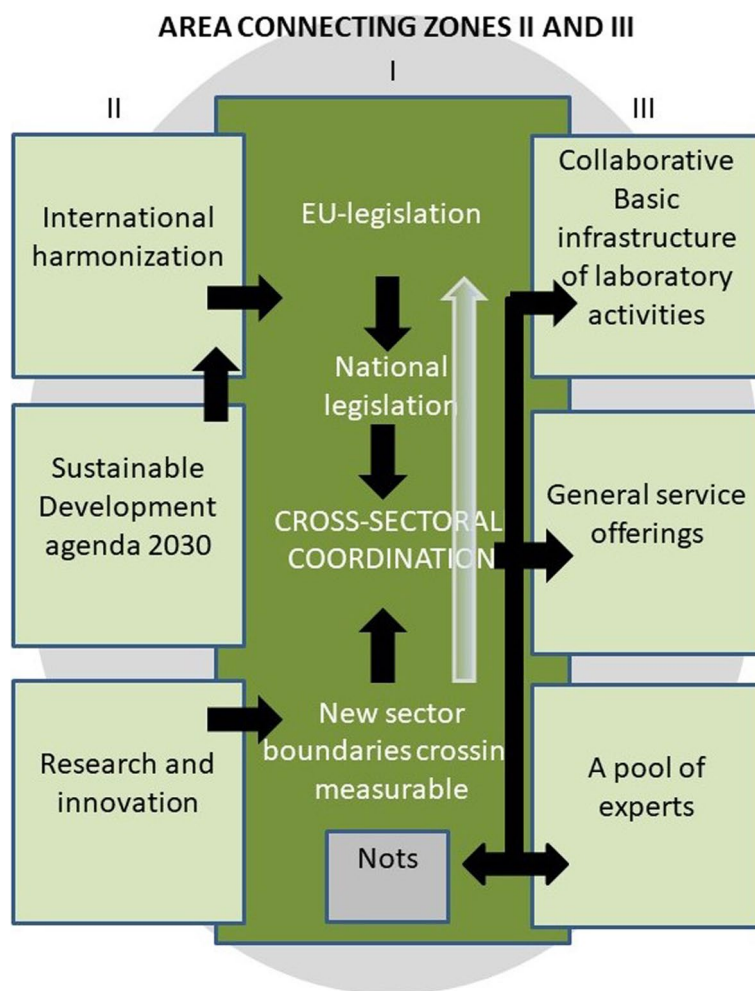 AREA CONNECTING ZONES II AND III
I
II
III
International
harmonization
Sustainable
Development
agenda 2030
Research and
innovation
EU-legislation
National
legislation
CROSS-SECTORAL
COORDINATION
New sector
boundaries crossin
measurable
Nots
Collaborative
Basic
infrastructure
of laboratory
activities
General service
offerings
A pool of
experts